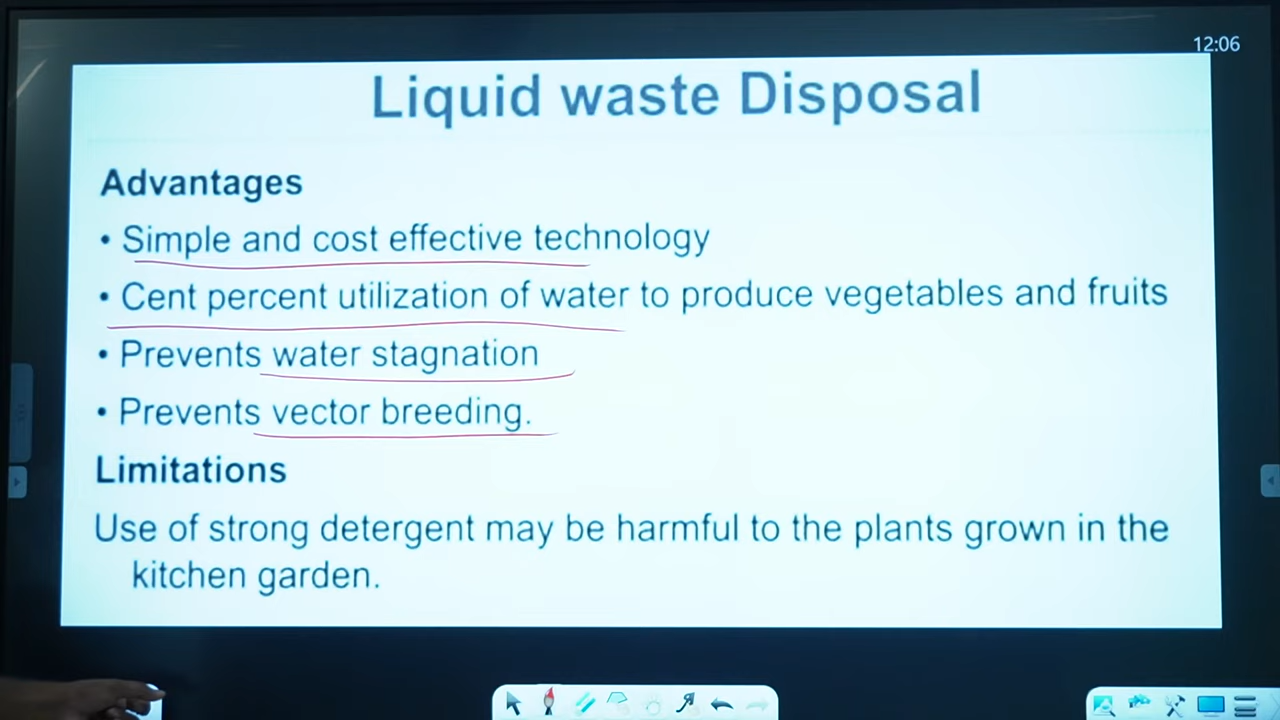 12:06
Liquid waste Disposal
Advantages
• Simple and cost effective technology
• Cent percent utilization of water to produce vegetables and fruits
• Prevents water stagnation
• Prevents vector breeding.
Limitations
Use of strong detergent may be harmful to the plants grown in the
kitchen garden.